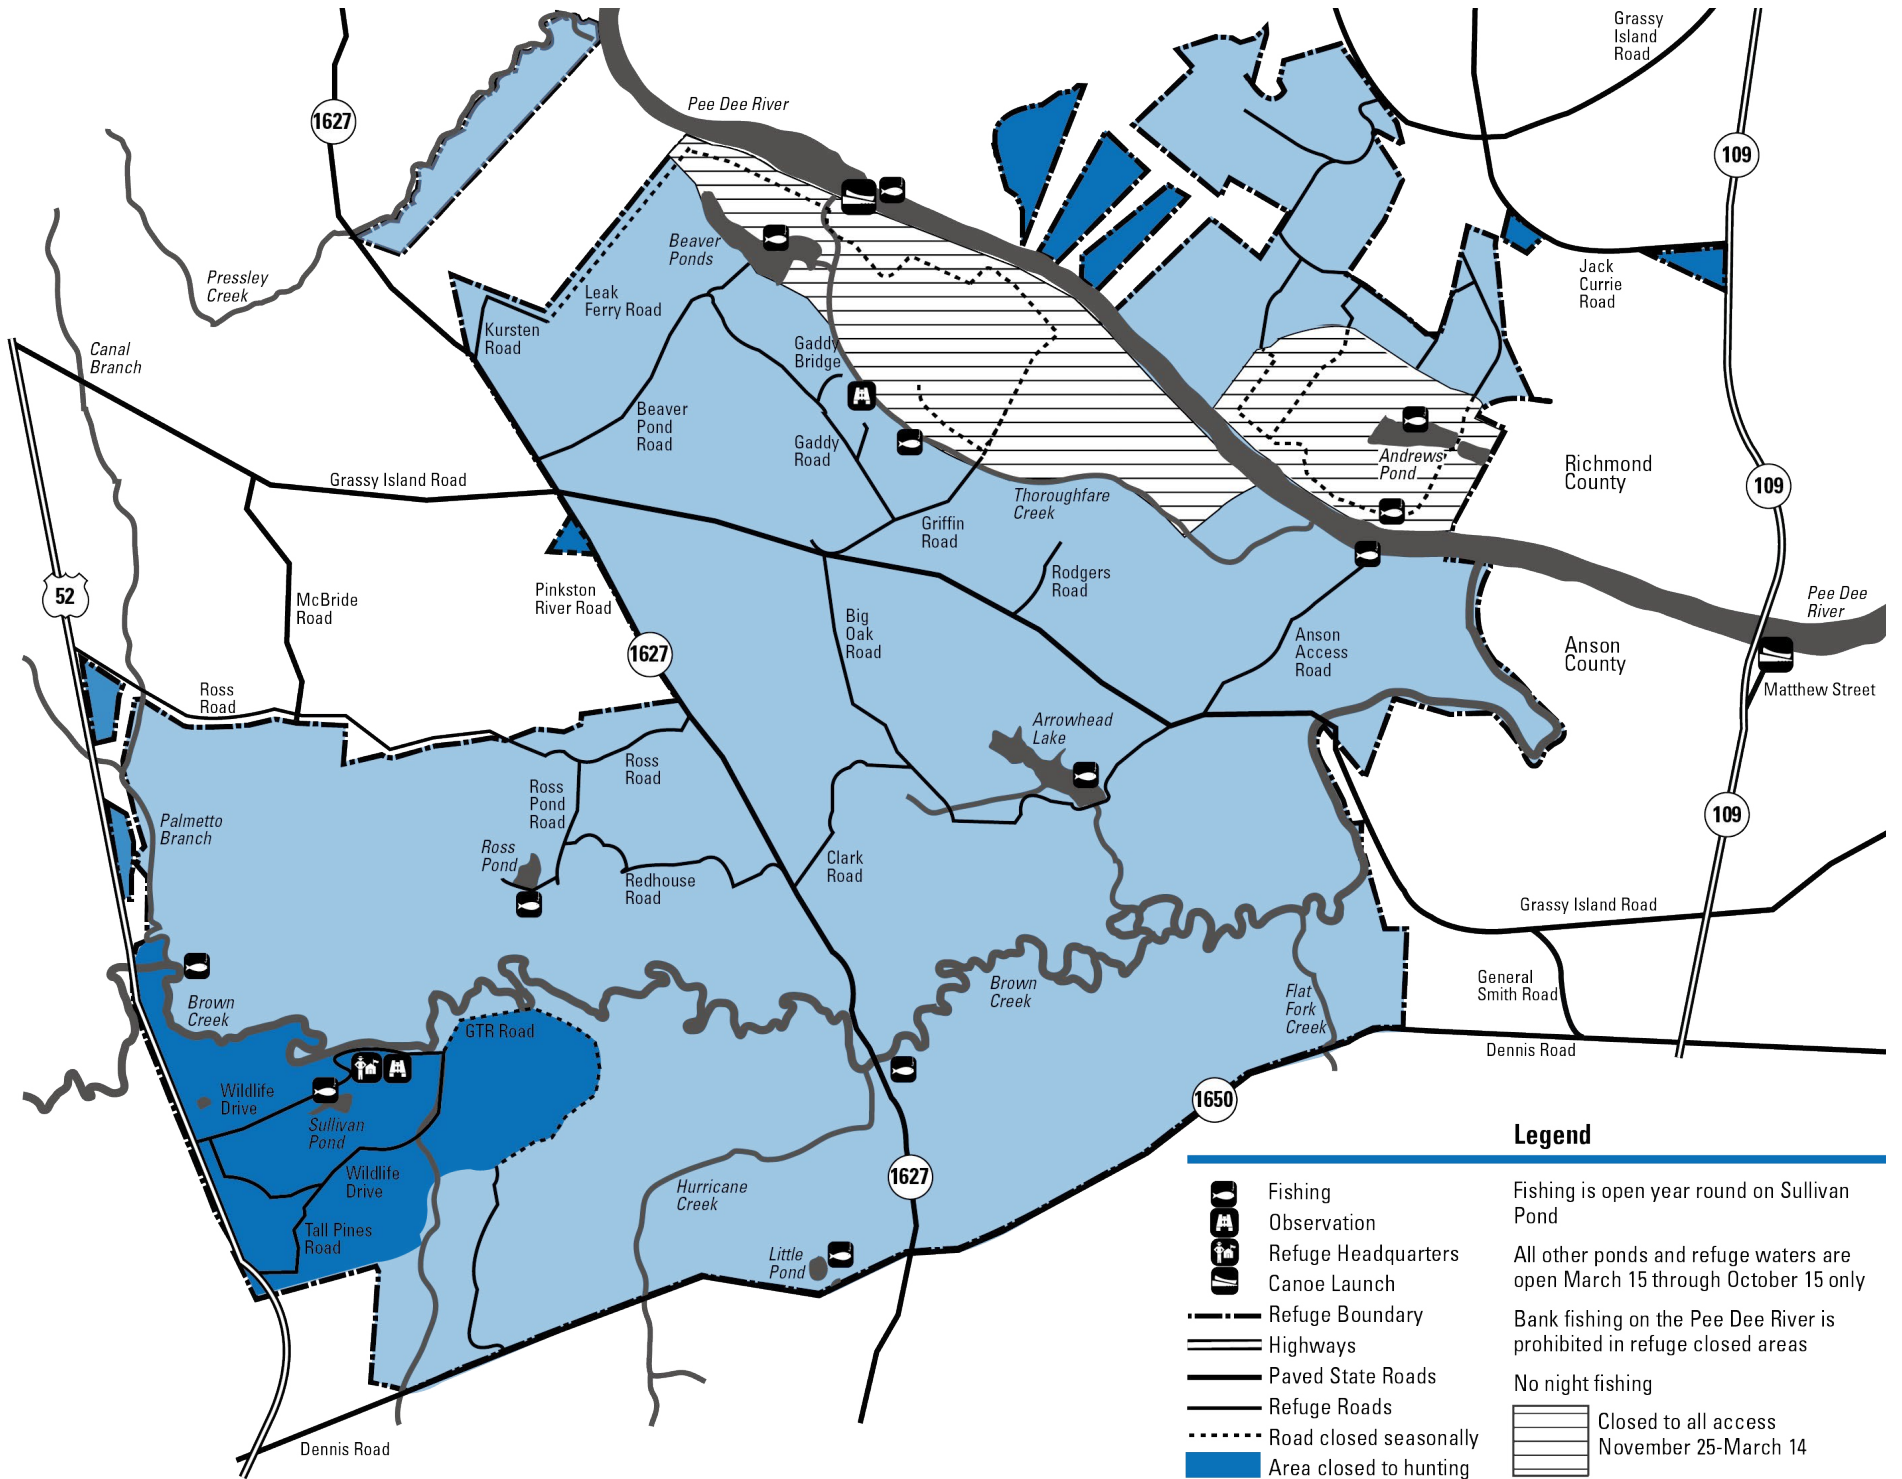 Grassy
Island
Road
Pee Dee River
1627
109
Pressley
Creek
Beaver
Ponds
Leak
Ferry Road
Kursten
Road
Jack
Currie
Road
Canal
Branch
Gaddy
Bridge
Beaver
Pond
Road
Gaddy
Road
Andrews
Pond
Richmond
County
Grassy Island Road
109
Thoroughfare
Creek
Griffin
Road
52
McBride
Road
Pinkston
River Road
Rodgers
Road
Big
Oak
Road
Anson
Access
Road
Pee Dee
River
Anson
County
1627
Matthew Street
Ross
Road
Arrowhead
Lake
Ross
Road
Ross
Pond
Road
109
Palmetto
Branch
Ross
Pond
Redhouse
Road
Clark
Road
Grassy Island Road
Brown
Creek
Brown
Creek
Flat
Fork
Creek
General
Smith Road
GTR Road
Dennis Road
Wildlife
Drive
Sullivan
Pond
1650
Wildlife
Drive
Hurricane
Creek
1627
Tall Pines
Road
Little
Pond
Dennis Road
Legend
Fishing
Observation
Refuge Headquarters
Canoe Launch
Refuge Boundary
Highways
Paved State Roads
Refuge Roads
Road closed seasonally
Area closed to hunting
Fishing is open year round on Sullivan
Pond
All other ponds and refuge waters are
open March 15 through October 15 only
Bank fishing on the Pee Dee River is
prohibited in refuge closed areas
No night fishing
Closed to all access
November 25-March 14